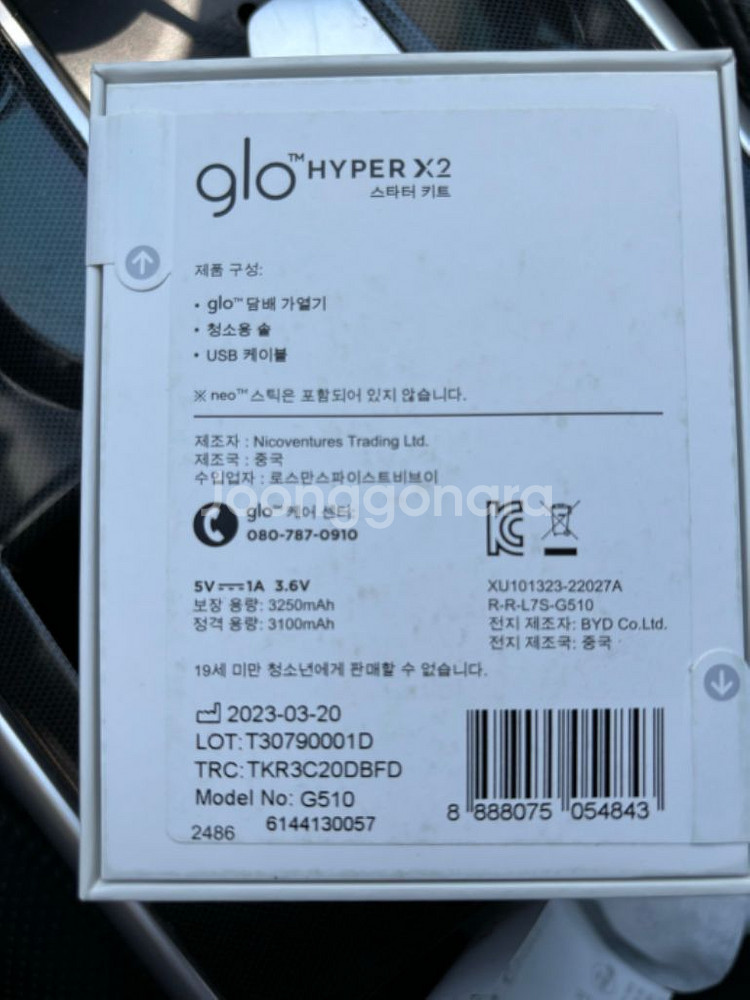 glo™ HYPER X2
스타터 키트
제품 구성:
• glo™ 담배 가열기
• 청소용 솔
• USB 케이블
※ neo™ 스틱은 포함되어 있지 않습니다.
제조자 : Nicoventures Trading Ltd.
제조국 : 중국
수입업자 : 로스만스파이스트비브이
Joonggonara
glo™ 케어 센터:
080-787-0910
5V⎓1A 3.6V
보장 용량: 3250mAh
정격 용량: 3100mAh
XU101323-22027A
R-R-L7S-G510
전지 제조자: BYD Co.Ltd.
전지 제조국: 중국
19세 미만 청소년에게 판매할 수 없습니다.
2023-03-20
LOT: T30790001D
TRC: TKR3C20DBFD
Model No: G510
2486 6144130057
8 888075 054843